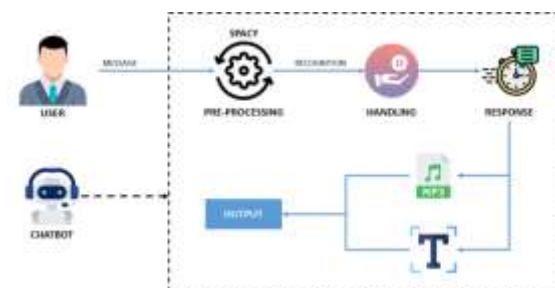 SPACY
MESSAGE
RECOGNITION
USER
PRE-PROCESSING
HANDLING
RESPONSE
MP3
OUTPUT
CHATBOT
T